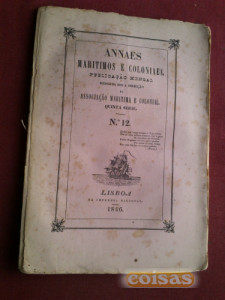 ANNAES
MARITIMOS E COLONIAES,
PUBLICAÇÃO MENSAL
REDIGIDA SOB A DIRECÇÃO
DA
ASSOCIAÇÃO MARITIMA E COLONIAL.
QUINTA SERIE.
N.º 12.
LISBOA
NA IMPRENSA NACIONAL
1846.
coisas